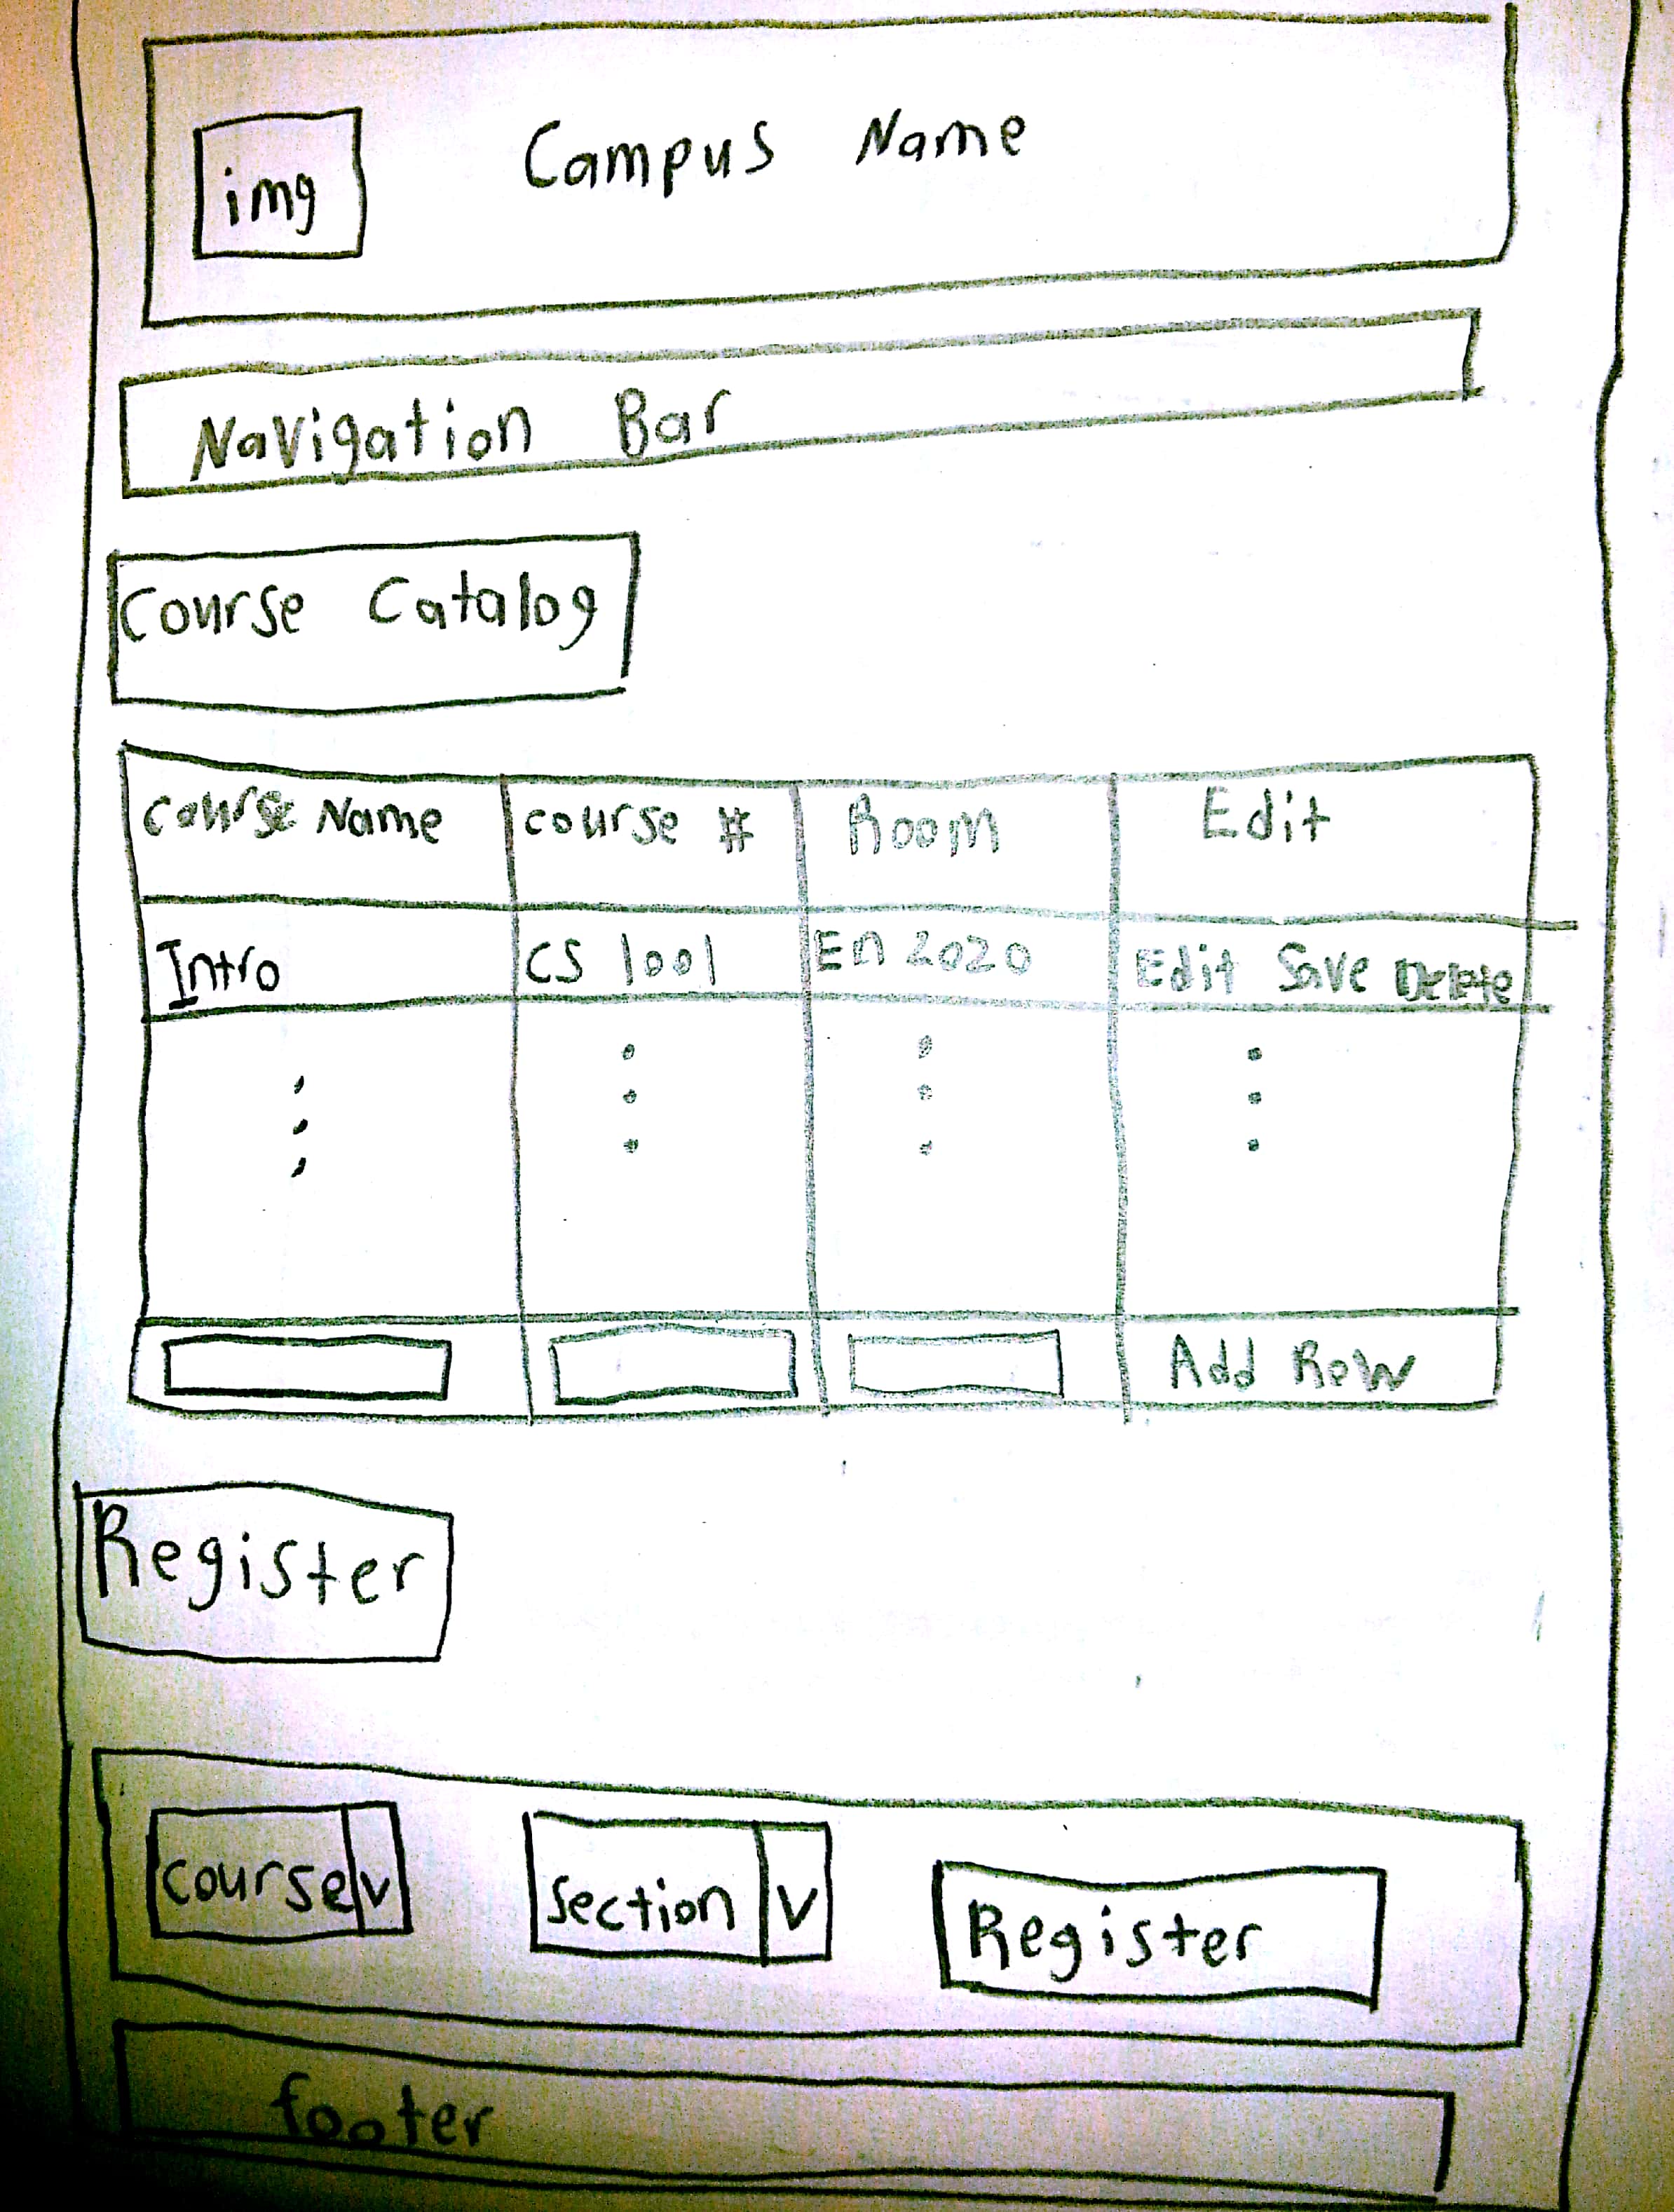 img Campus Name
Navigation Bar
Course Catalog
Course Name course # Room Edit
Intro CS 1001 En 2020 Edit Save Delete
Add Row
Register
course v section v Register
footer